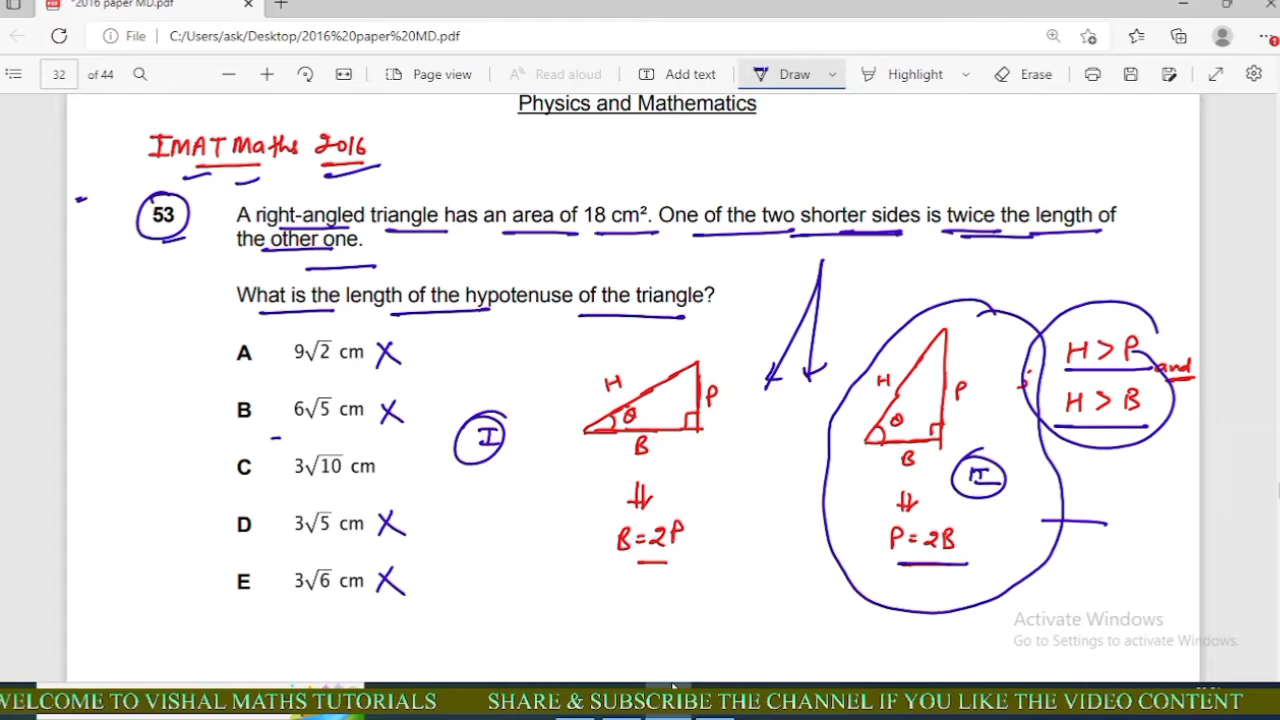 *2016 paper MD.pdf
File C:/Users/ask/Desktop/2016%20paper%20MD.pdf
32 of 44 Page view Read aloud Add text Draw Highlight Erase
Physics and Mathematics
IMAT Maths 2016
53 A right-angled triangle has an area of 18 cm². One of the two shorter sides is twice the length of
the other one.
What is the length of the hypotenuse of the triangle?
A 9√2 cm X
B 6√5 cm X
C 3√10 cm
D 3√5 cm X
E 3√6 cm X
I
H
P
θ
B
B = 2P
H
P
θ
B
II
P = 2B
H > P and
H > B
Activate Windows
Go to Settings to activate Windows.
WELCOME TO VISHAL MATHS TUTORIALS SHARE & SUBSCRIBE THE CHANNEL IF YOU LIKE THE VIDEO CONTENT